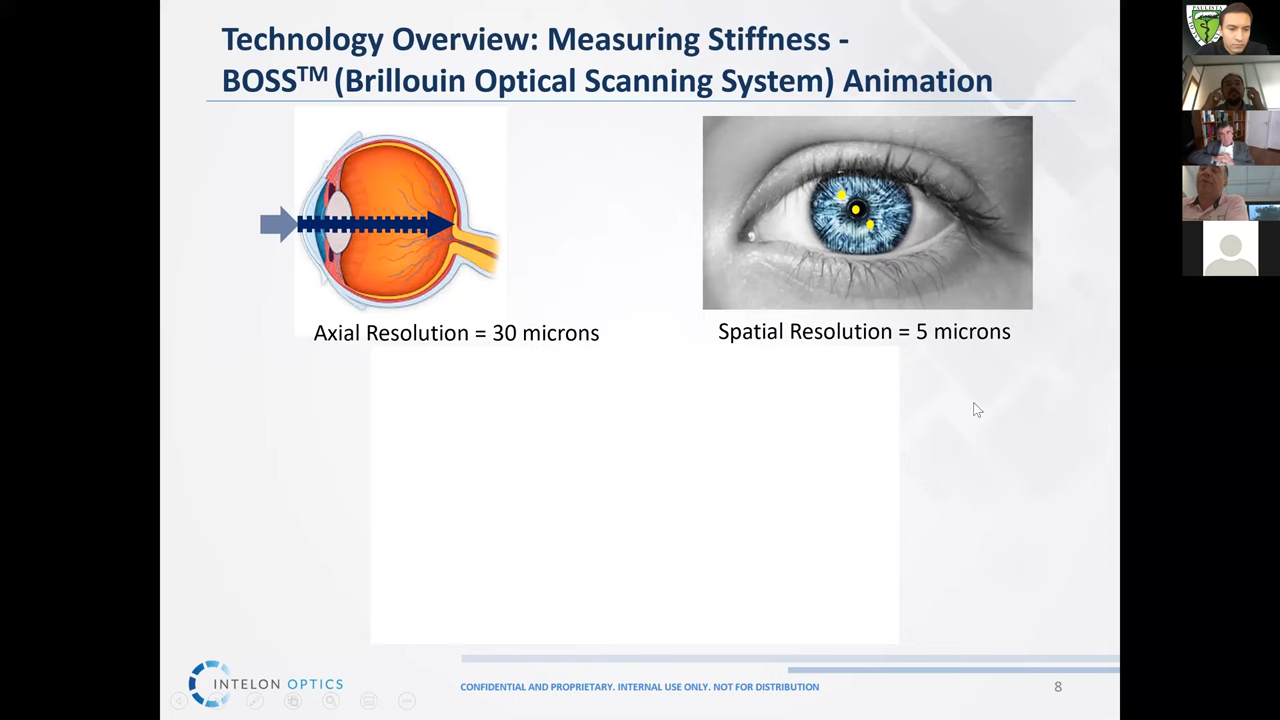 Technology Overview: Measuring Stiffness -
BOSS™ (Brillouin Optical Scanning System) Animation
Axial Resolution = 30 microns
Spatial Resolution = 5 microns
INTELON OPTICS
CONFIDENTIAL AND PROPRIETARY. INTERNAL USE ONLY. NOT FOR DISTRIBUTION
8
PAULISTA